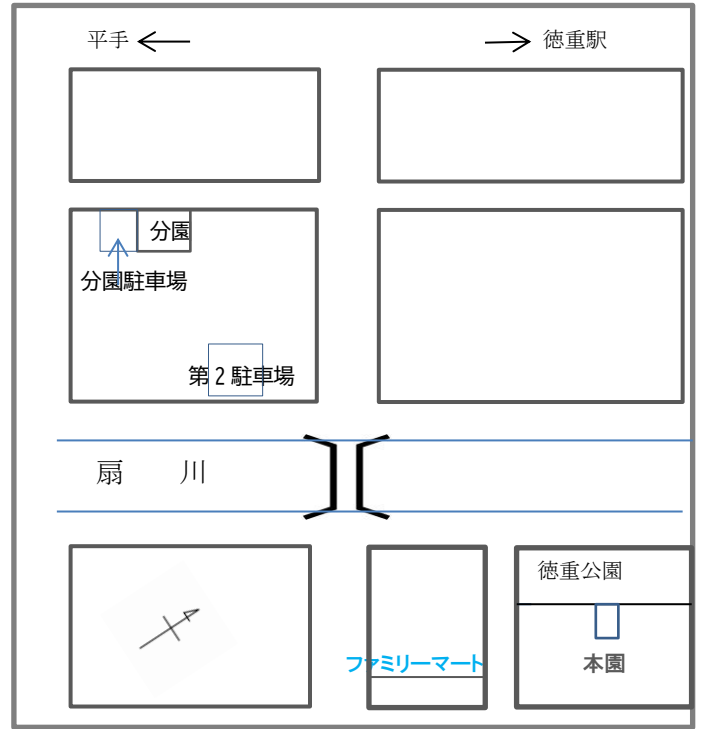 平手
徳重駅
分園
分園駐車場
第2駐車場
扇　川
徳重公園
ファミリーマート
本園